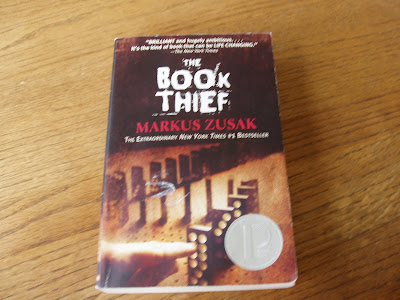 "BRILLIANT and hugely ambitious....
It's the kind of book that can be LIFE CHANGING."
—The New York Times
THE
BOOK
THIEF
MARKUS ZUSAK
THE EXTRAORDINARY NEW YORK TIMES #1 BESTSELLER